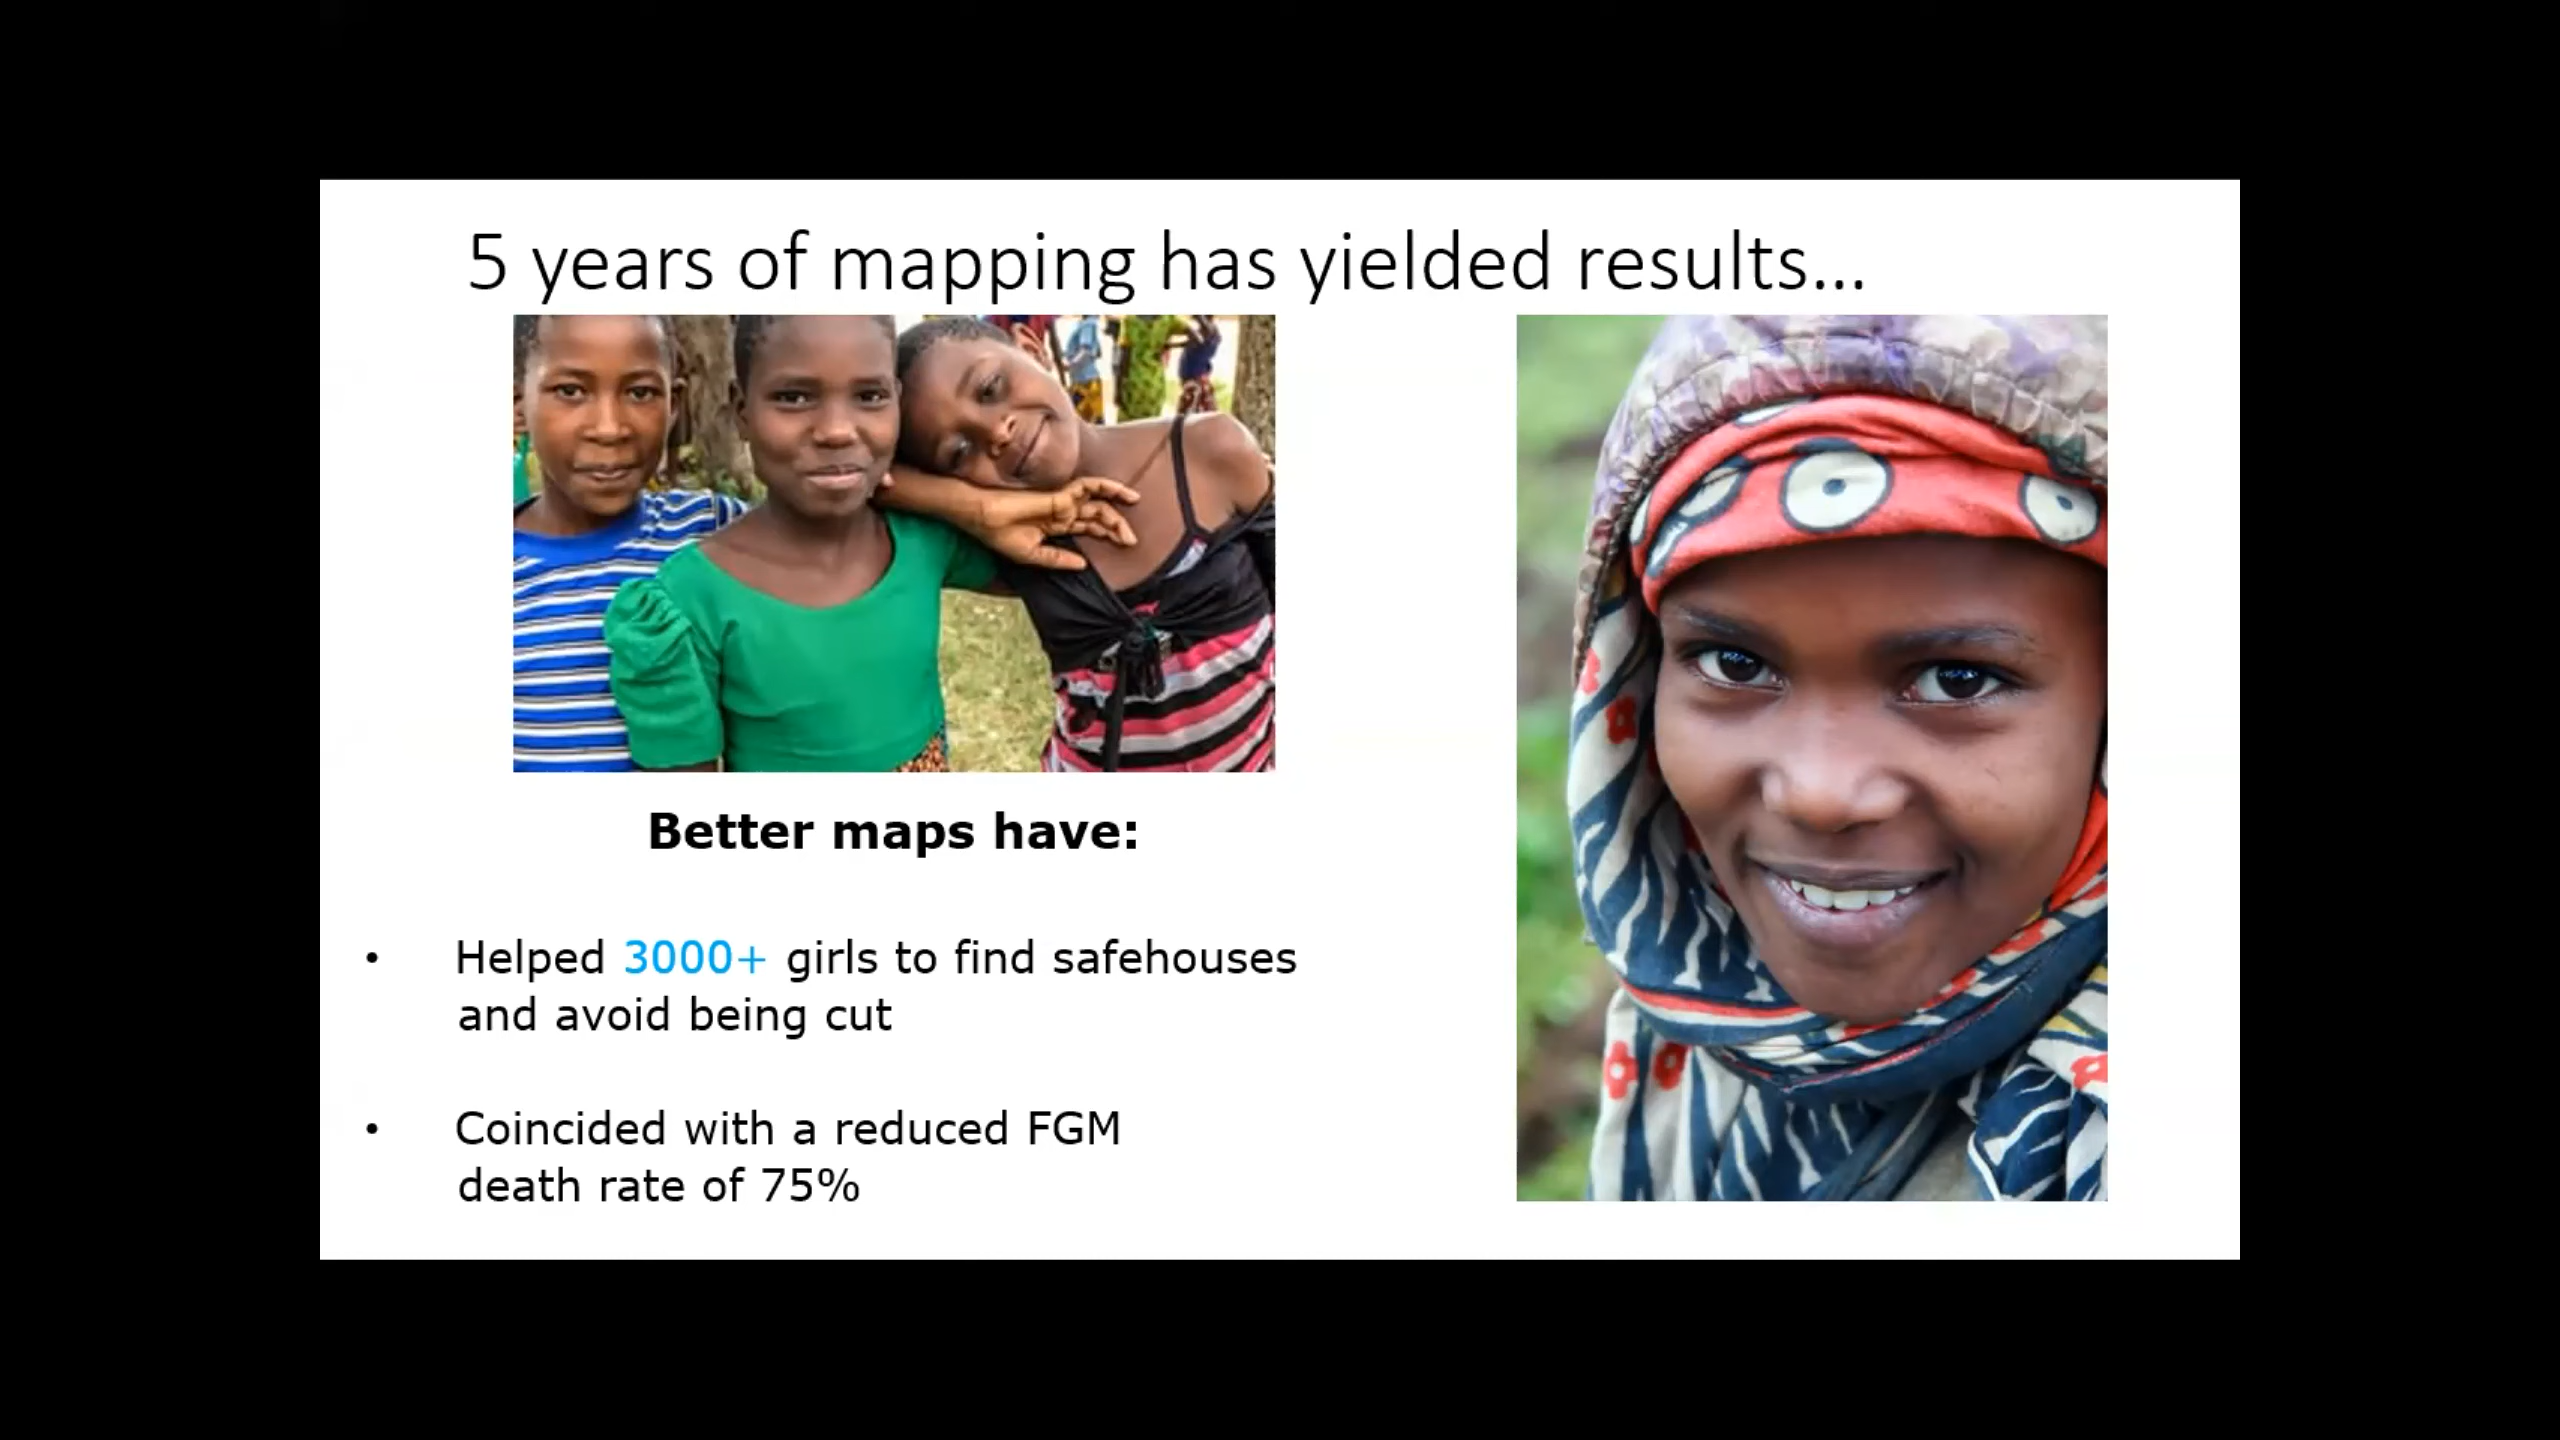 5 years of mapping has yielded results...
Better maps have:
• Helped 3000+ girls to find safehouses
and avoid being cut
• Coincided with a reduced FGM
death rate of 75%